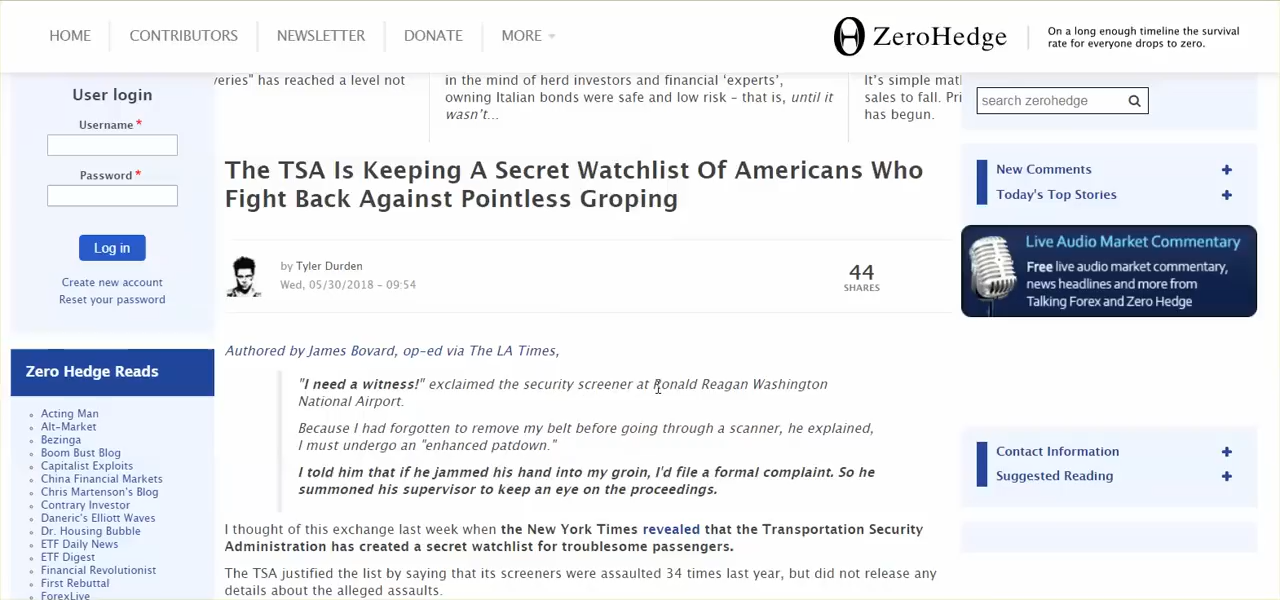 HOME
CONTRIBUTORS
NEWSLETTER
DONATE
MORE
ZeroHedge
On a long enough timeline the survival
rate for everyone drops to zero.
User login
Username *
Password *
Log in
Create new account
Reset your password
Zero Hedge Reads
Acting Man
Alt-Market
Bezinga
Boom Bust Blog
Capitalist Exploits
China Financial Markets
Chris Martenson's Blog
Contrary Investor
Daneric's Elliott Waves
Dr. Housing Bubble
ETF Daily News
ETF Digest
Financial Revolutionist
First Rebuttal
ForexLive
veries" has reached a level not
in the mind of herd investors and financial ‘experts’,
owning Italian bonds were safe and low risk – that is, until it
wasn’t...
It’s simple mat
sales to fall. Pri
has begun.
The TSA Is Keeping A Secret Watchlist Of Americans Who
Fight Back Against Pointless Groping
by Tyler Durden
Wed, 05/30/2018 - 09:54
44
SHARES
Authored by James Bovard, op-ed via The LA Times,
"I need a witness!" exclaimed the security screener at Ronald Reagan Washington
National Airport.
Because I had forgotten to remove my belt before going through a scanner, he explained,
I must undergo an "enhanced patdown."
I told him that if he jammed his hand into my groin, I'd file a formal complaint. So he
summoned his supervisor to keep an eye on the proceedings.
I thought of this exchange last week when the New York Times revealed that the Transportation Security
Administration has created a secret watchlist for troublesome passengers.
The TSA justified the list by saying that its screeners were assaulted 34 times last year, but did not release any
details about the alleged assaults.
search zerohedge
New Comments +
Today's Top Stories +
Live Audio Market Commentary
Free live audio market commentary,
news headlines and more from
Talking Forex and Zero Hedge
Contact Information +
Suggested Reading +